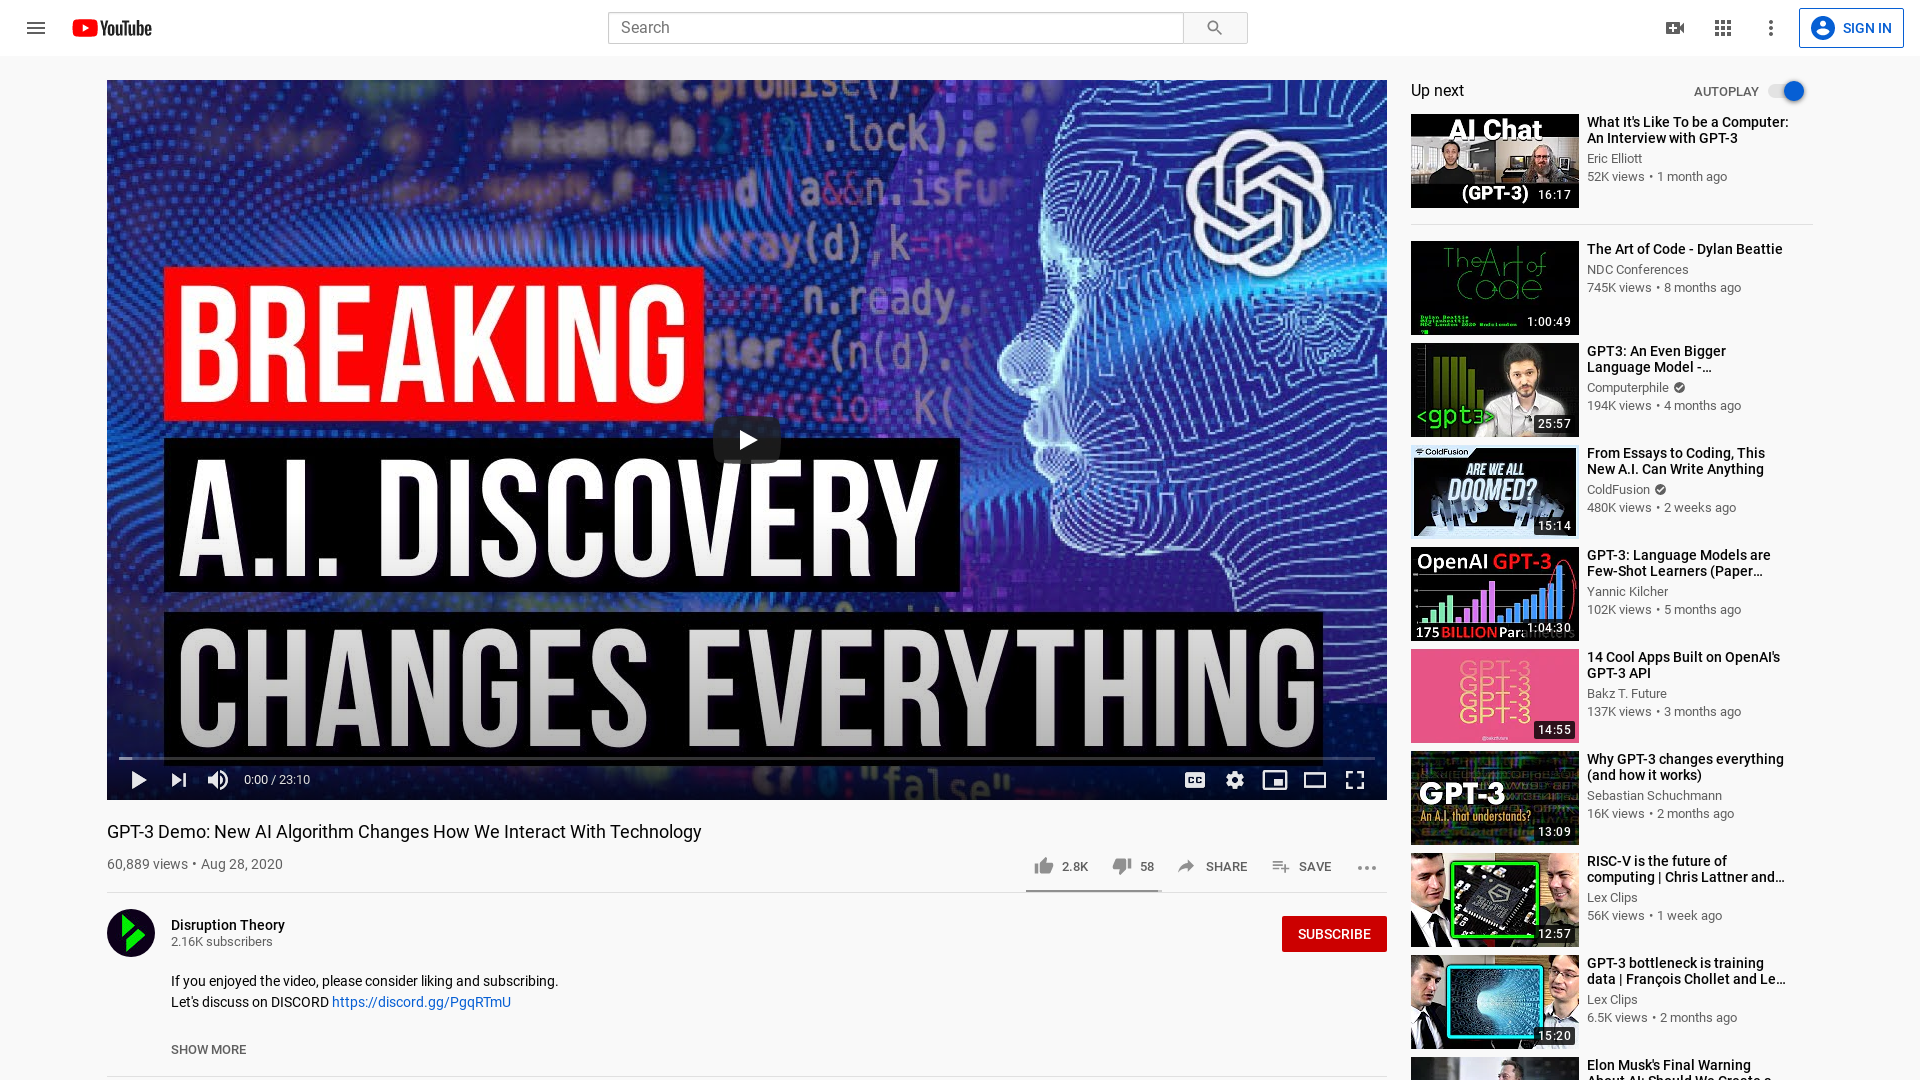 YouTube
Search
SIGN IN
BREAKING
A.I. DISCOVERY
CHANGES EVERYTHING
0:00 / 23:10
CC
GPT-3 Demo: New AI Algorithm Changes How We Interact With Technology
60,889 views • Aug 28, 2020
2.8K
58
SHARE
SAVE
Disruption Theory
2.16K subscribers
SUBSCRIBE
If you enjoyed the video, please consider liking and subscribing.
Let's discuss on DISCORD https://discord.gg/PgqRTmU
SHOW MORE
Up next
AUTOPLAY
AI Chat
(GPT-3)
16:17
What It's Like To be a Computer:
An Interview with GPT-3
Eric Elliott
52K views • 1 month ago
The Art of
Code
1:00:49
The Art of Code - Dylan Beattie
NDC Conferences
745K views • 8 months ago
<gpt3>
25:57
GPT3: An Even Bigger
Language Model -...
Computerphile
194K views • 4 months ago
ColdFusion
ARE WE ALL
DOOMED?
15:14
From Essays to Coding, This
New A.I. Can Write Anything
ColdFusion
480K views • 2 weeks ago
OpenAI GPT-3
175 BILLION Parameters
1:04:30
GPT-3: Language Models are
Few-Shot Learners (Paper...
Yannic Kilcher
102K views • 5 months ago
GPT-3
GPT-3
GPT-3
GPT-3
14:55
14 Cool Apps Built on OpenAI's
GPT-3 API
Bakz T. Future
137K views • 3 months ago
GPT-3
An A.I. that understands?
13:09
Why GPT-3 changes everything
(and how it works)
Sebastian Schuchmann
16K views • 2 months ago
12:57
RISC-V is the future of
computing | Chris Lattner and...
Lex Clips
56K views • 1 week ago
15:20
GPT-3 bottleneck is training
data | François Chollet and Le...
Lex Clips
6.5K views • 2 months ago
Elon Musk's Final Warning